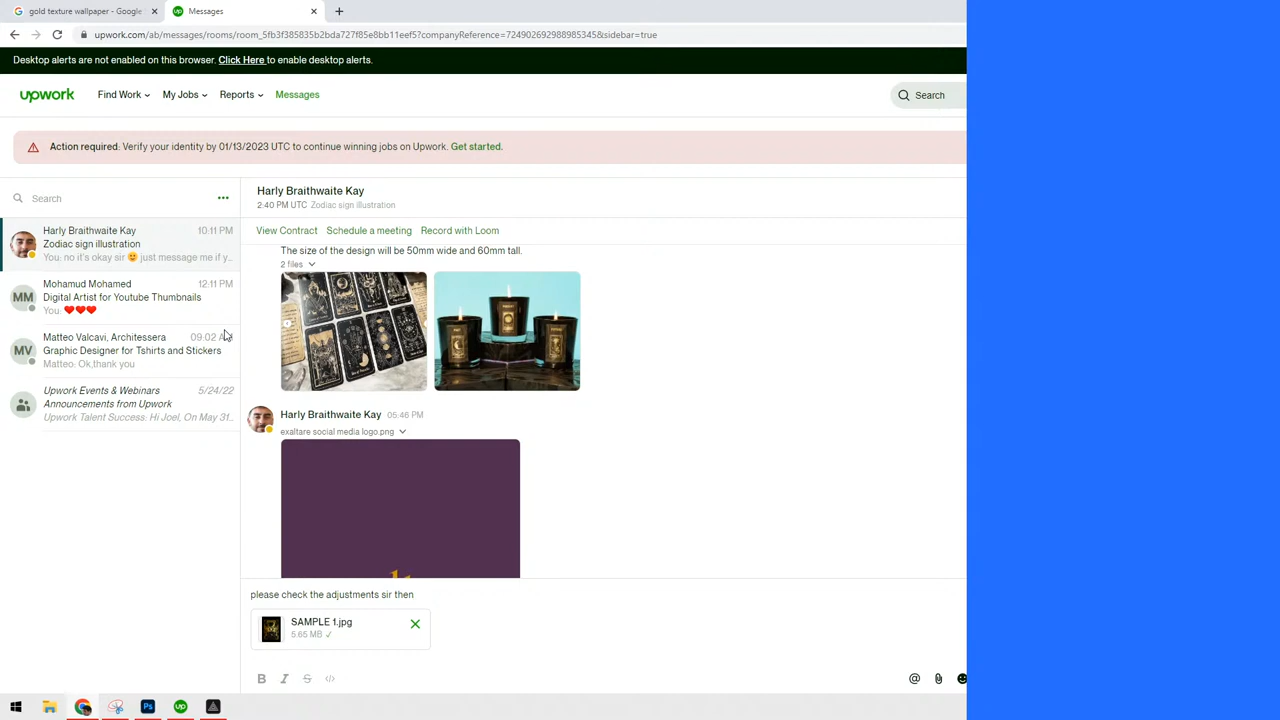 gold texture wallpaper - Google
Messages
upwork.com/ab/messages/rooms/room_5fb3f385835b2bda727f85e8bb11eef5?companyReference=724902692988985345&sidebar=true
Desktop alerts are not enabled on this browser. Click Here to enable desktop alerts.
upwork
Find Work
My Jobs
Reports
Messages
Search
Action required: Verify your identity by 01/13/2023 UTC to continue winning jobs on Upwork. Get started.
Search
Harly Braithwaite Kay
2:40 PM UTC Zodiac sign illustration
View Contract
Schedule a meeting
Record with Loom
Harly Braithwaite Kay 10:11 PM
Zodiac sign illustration
You: no it's okay sir 🙂 just message me if y...
MM
Mohamud Mohamed 12:11 PM
Digital Artist for Youtube Thumbnails
You: ❤❤❤
MV
Matteo Valcavi, Architessera 09:02
Graphic Designer for Tshirts and Stickers
Matteo: Ok,thank you
Upwork Events & Webinars 5/24/22
Announcements from Upwork
Upwork Talent Success: Hi Joel, On May 31...
The size of the design will be 50mm wide and 60mm tall.
2 files
Harly Braithwaite Kay 05:46 PM
exaltare social media logo.png
please check the adjustments sir then
SAMPLE 1.jpg
5.65 MB ✓
B I S </>
@
Ps
up